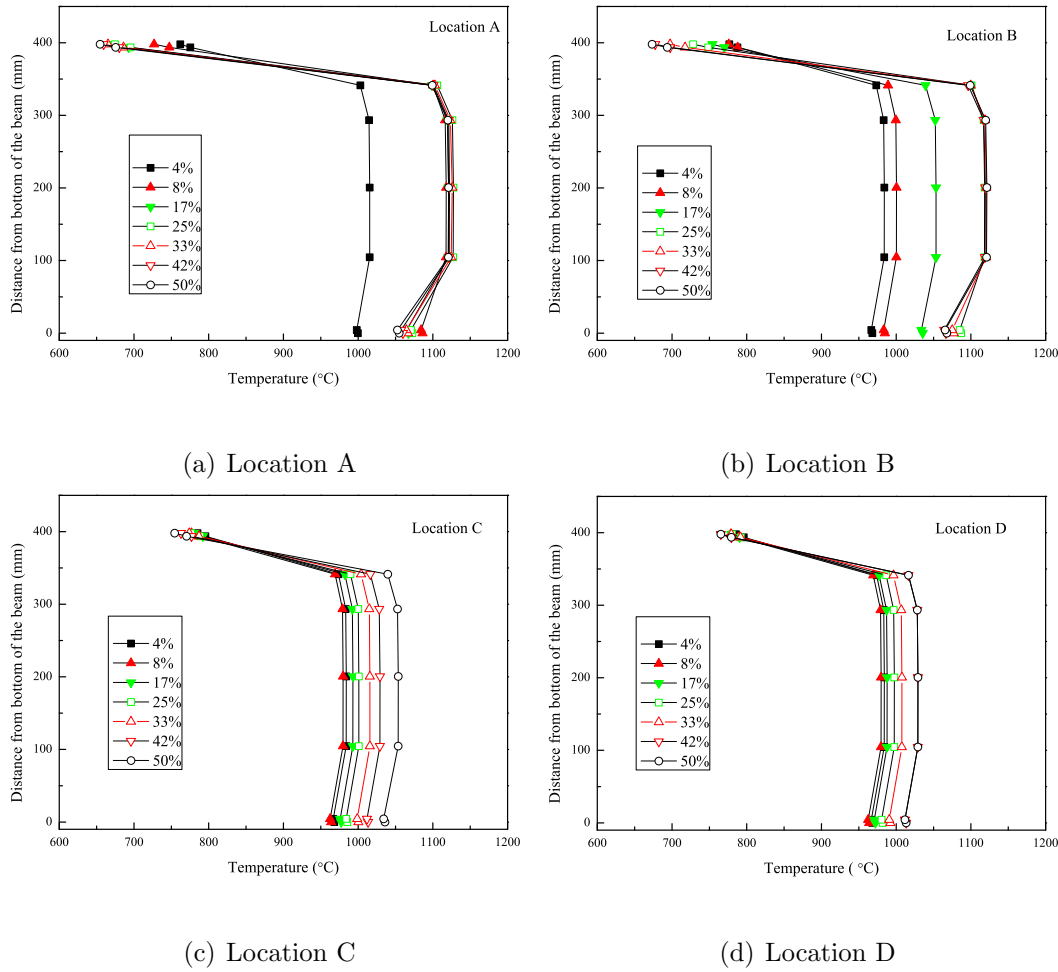 Location A
Distance from bottom of the beam (mm)
400
300
200
100
0
4%
8%
17%
25%
33%
42%
50%
600 700 800 900 1000 1100 1200
Temperature (°C)
(a) Location A
Location B
Distance from bottom of the beam (mm)
400
300
200
100
0
4%
8%
17%
25%
33%
42%
50%
600 700 800 900 1000 1100 1200
Temperature (°C)
(b) Location B
Location C
Distance from bottom of the beam (mm)
400
300
200
100
0
4%
8%
17%
25%
33%
42%
50%
600 700 800 900 1000 1100 1200
Temperature (°C)
(c) Location C
Location D
Distance from bottom of the beam (mm)
400
300
200
100
0
4%
8%
17%
25%
33%
42%
50%
600 700 800 900 1000 1100 1200
Temperature ( °C)
(d) Location D